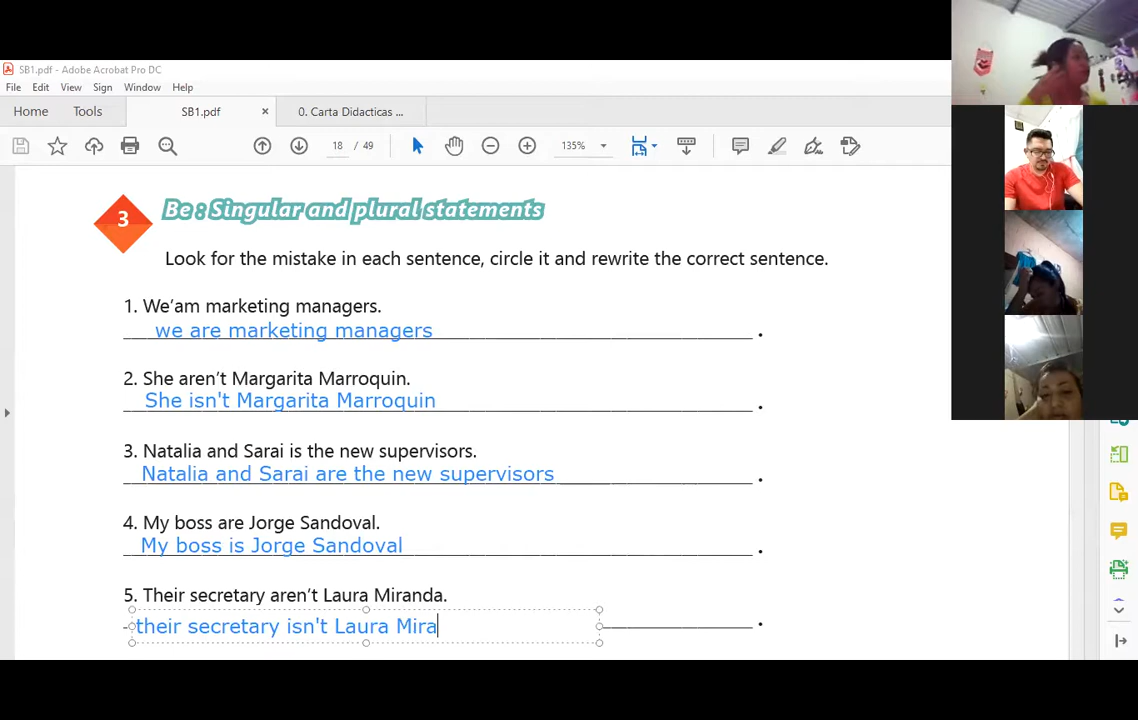 SB1.pdf - Adobe Acrobat Pro DC
File Edit View Sign Window Help
Home Tools SB1.pdf × 0. Carta Didacticas ...
18 / 49 135%
3 Be : Singular and plural statements
Look for the mistake in each sentence, circle it and rewrite the correct sentence.
1. We’am marketing managers.
we are marketing managers .
2. She aren’t Margarita Marroquin.
She isn't Margarita Marroquin .
3. Natalia and Sarai is the new supervisors.
Natalia and Sarai are the new supervisors .
4. My boss are Jorge Sandoval.
My boss is Jorge Sandoval .
5. Their secretary aren’t Laura Miranda.
their secretary isn't Laura Mira .